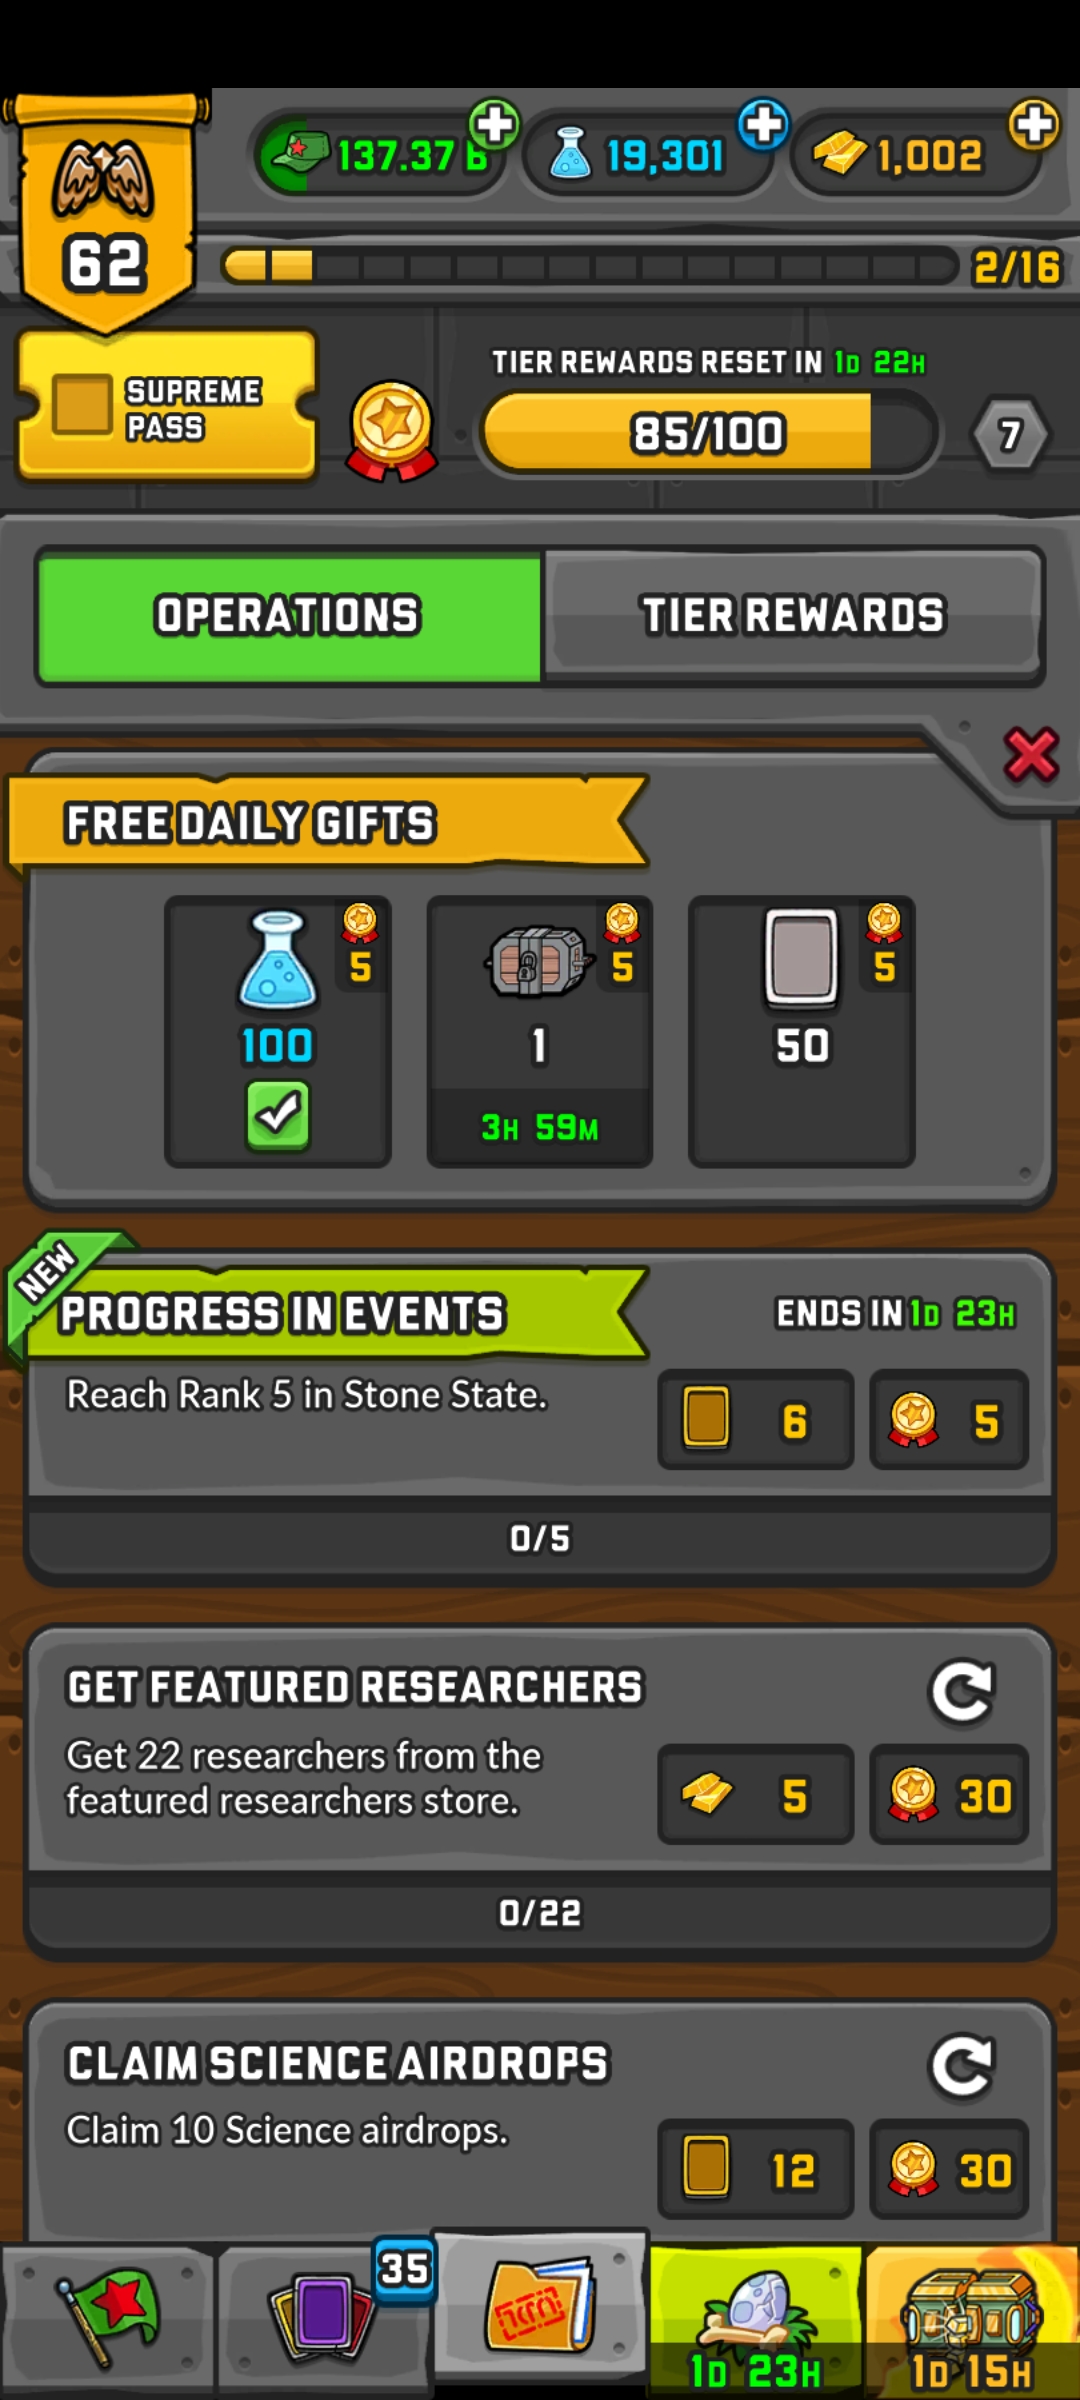 137.37 B
19,301
1,002
62
2/16
SUPREME
PASS
TIER REWARDS RESET IN 1D 22H
85/100
7
OPERATIONS
TIER REWARDS
FREE DAILY GIFTS
5
5
5
100
1
50
3H 59M
NEW
PROGRESS IN EVENTS
ENDS IN 1D 23H
Reach Rank 5 in Stone State.
6
5
0/5
GET FEATURED RESEARCHERS
Get 22 researchers from the
featured researchers store.
5
30
0/22
CLAIM SCIENCE AIRDROPS
Claim 10 Science airdrops.
12
30
35
1D 23H
1D 15H